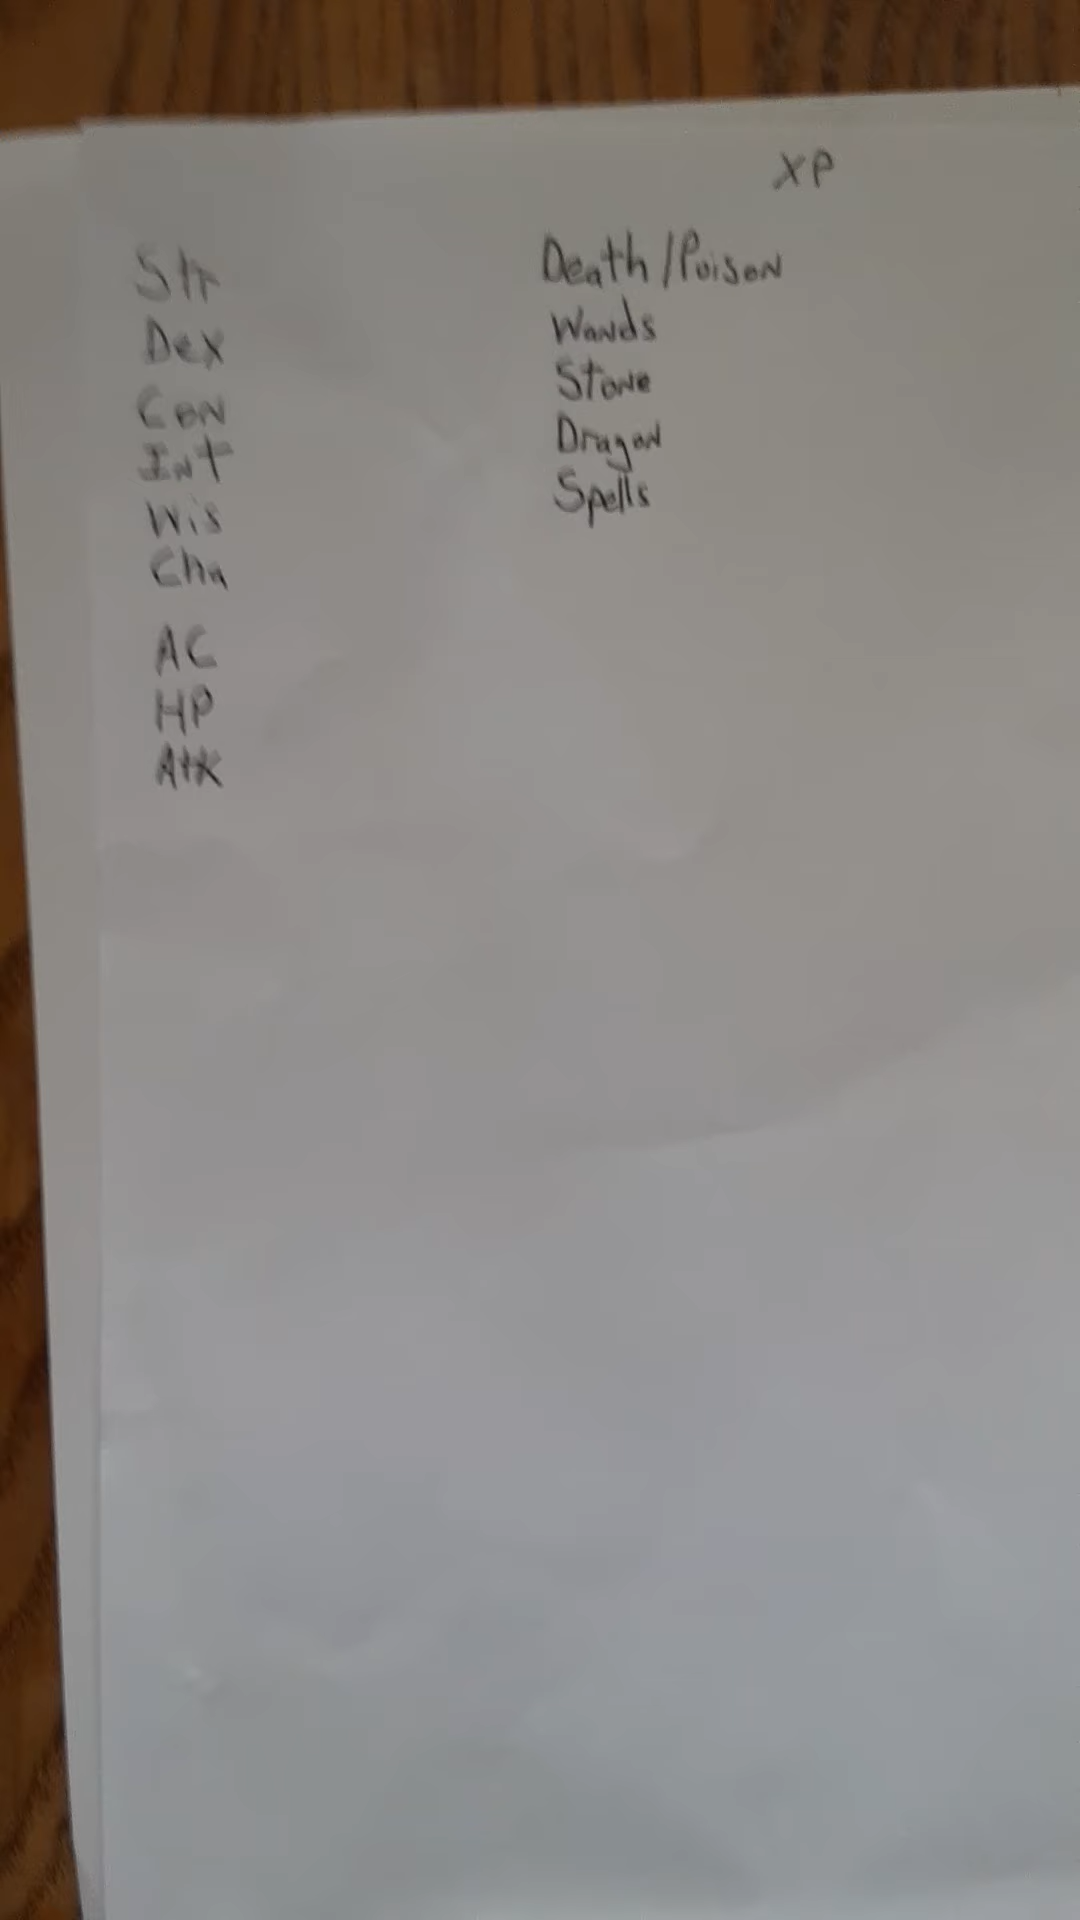 XP
Str
Dex
Con
Int
Wis
Cha
AC
HP
Atk
Death/Poison
Wands
Stone
Dragon
Spells